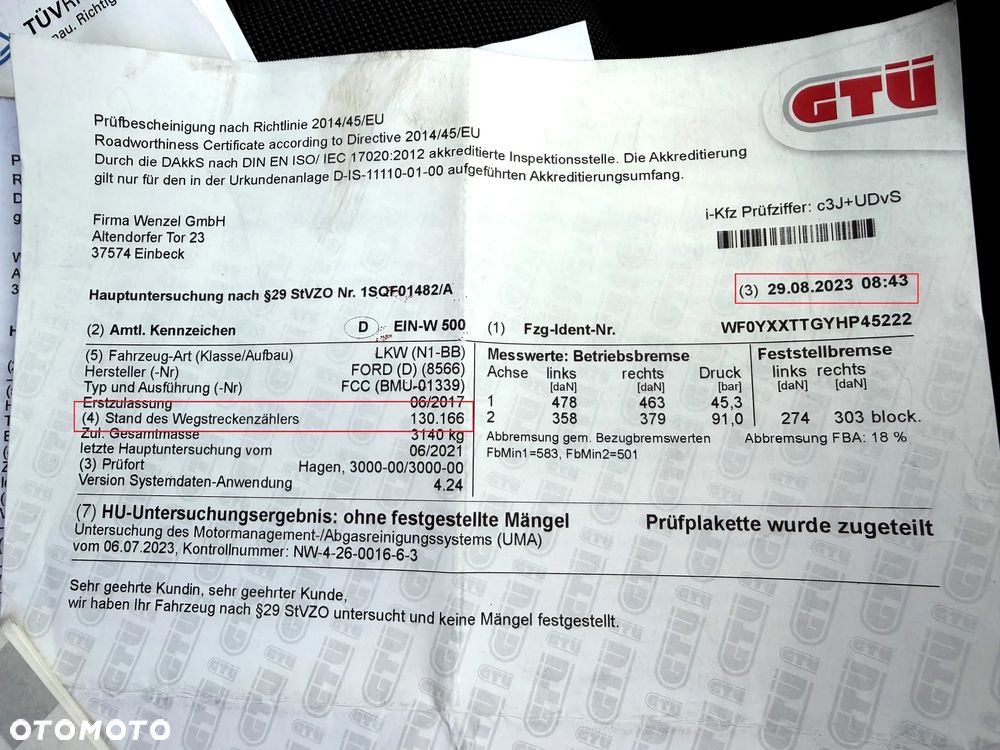 TÜVR
au. Richtig
GTÜ
Prüfbescheinigung nach Richtlinie 2014/45/EU
Roadworthiness Certificate according to Directive 2014/45/EU
Durch die DAkkS nach DIN EN ISO/ IEC 17020:2012 akkreditierte Inspektionsstelle. Die Akkreditierung
gilt nur für den in der Urkundenanlage D-IS-11110-01-00 aufgeführten Akkreditierungsumfang.
i-Kfz Prüfziffer: c3J+UDvS
Firma Wenzel GmbH
Altendorfer Tor 23
37574 Einbeck
(3) 29.08.2023 08:43
Hauptuntersuchung nach §29 StVZO Nr. 1SQF01482/A
(2) Amtl. Kennzeichen D EIN-W 500 (1) Fzg-Ident-Nr. WF0YXXTTGYHP45222
(5) Fahrzeug-Art (Klasse/Aufbau) LKW (N1-BB)
Hersteller (-Nr) FORD (D) (8566)
Typ und Ausführung (-Nr) FCC (BMU-01339)
Erstzulassung 06/2017
(4) Stand des Wegstreckenzählers 130.166
Zul. Gesamtmasse 3140 kg
letzte Hauptuntersuchung vom 06/2021
(3) Prüfort Hagen, 3000-00/3000-00
Version Systemdaten-Anwendung 4.24
Messwerte: Betriebsbremse Feststellbremse
Achse links rechts Druck links rechts
[daN] [daN] [bar] [daN] [daN]
1 478 463 45,3
2 358 379 91,0 274 303 block.
Abbremsung gem. Bezugbremswerten Abbremsung FBA: 18 %
FbMin1=583, FbMin2=501
(7) HU-Untersuchungsergebnis: ohne festgestellte Mängel Prüfplakette wurde zugeteilt
Untersuchung des Motormanagement-/Abgasreinigungssystems (UMA)
vom 06.07.2023, Kontrollnummer: NW-4-26-0016-6-3
Sehr geehrte Kundin, sehr geehrter Kunde,
wir haben Ihr Fahrzeug nach §29 StVZO untersucht und keine Mängel festgestellt.
OTOMOTO